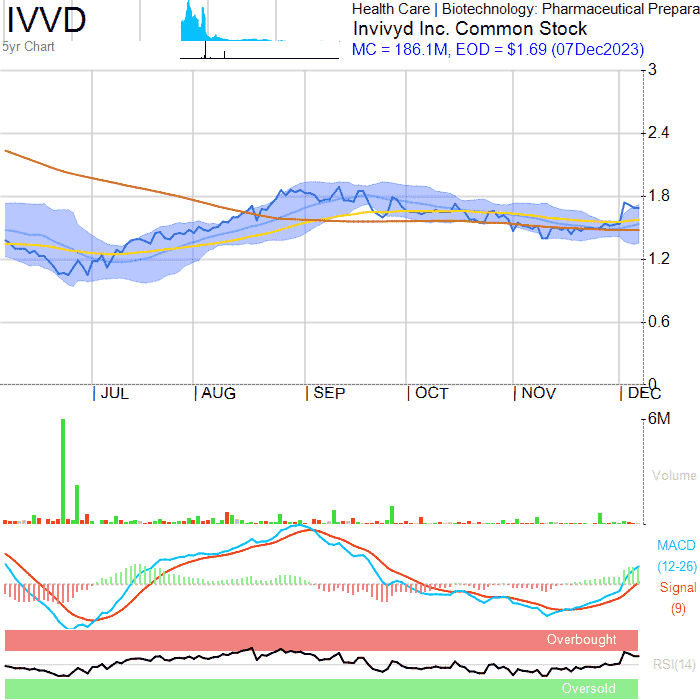 IVVD
5yr Chart
Health Care | Biotechnology: Pharmaceutical Prepara
Invivyd Inc. Common Stock
MC = 186.1M, EOD = $1.69 (07Dec2023)
3
2.4
1.8
1.2
0.6
0
JUL AUG SEP OCT NOV DEC
6M
Volume
MACD
(12-26)
Signal
(9)
Overbought
RSI(14)
Oversold